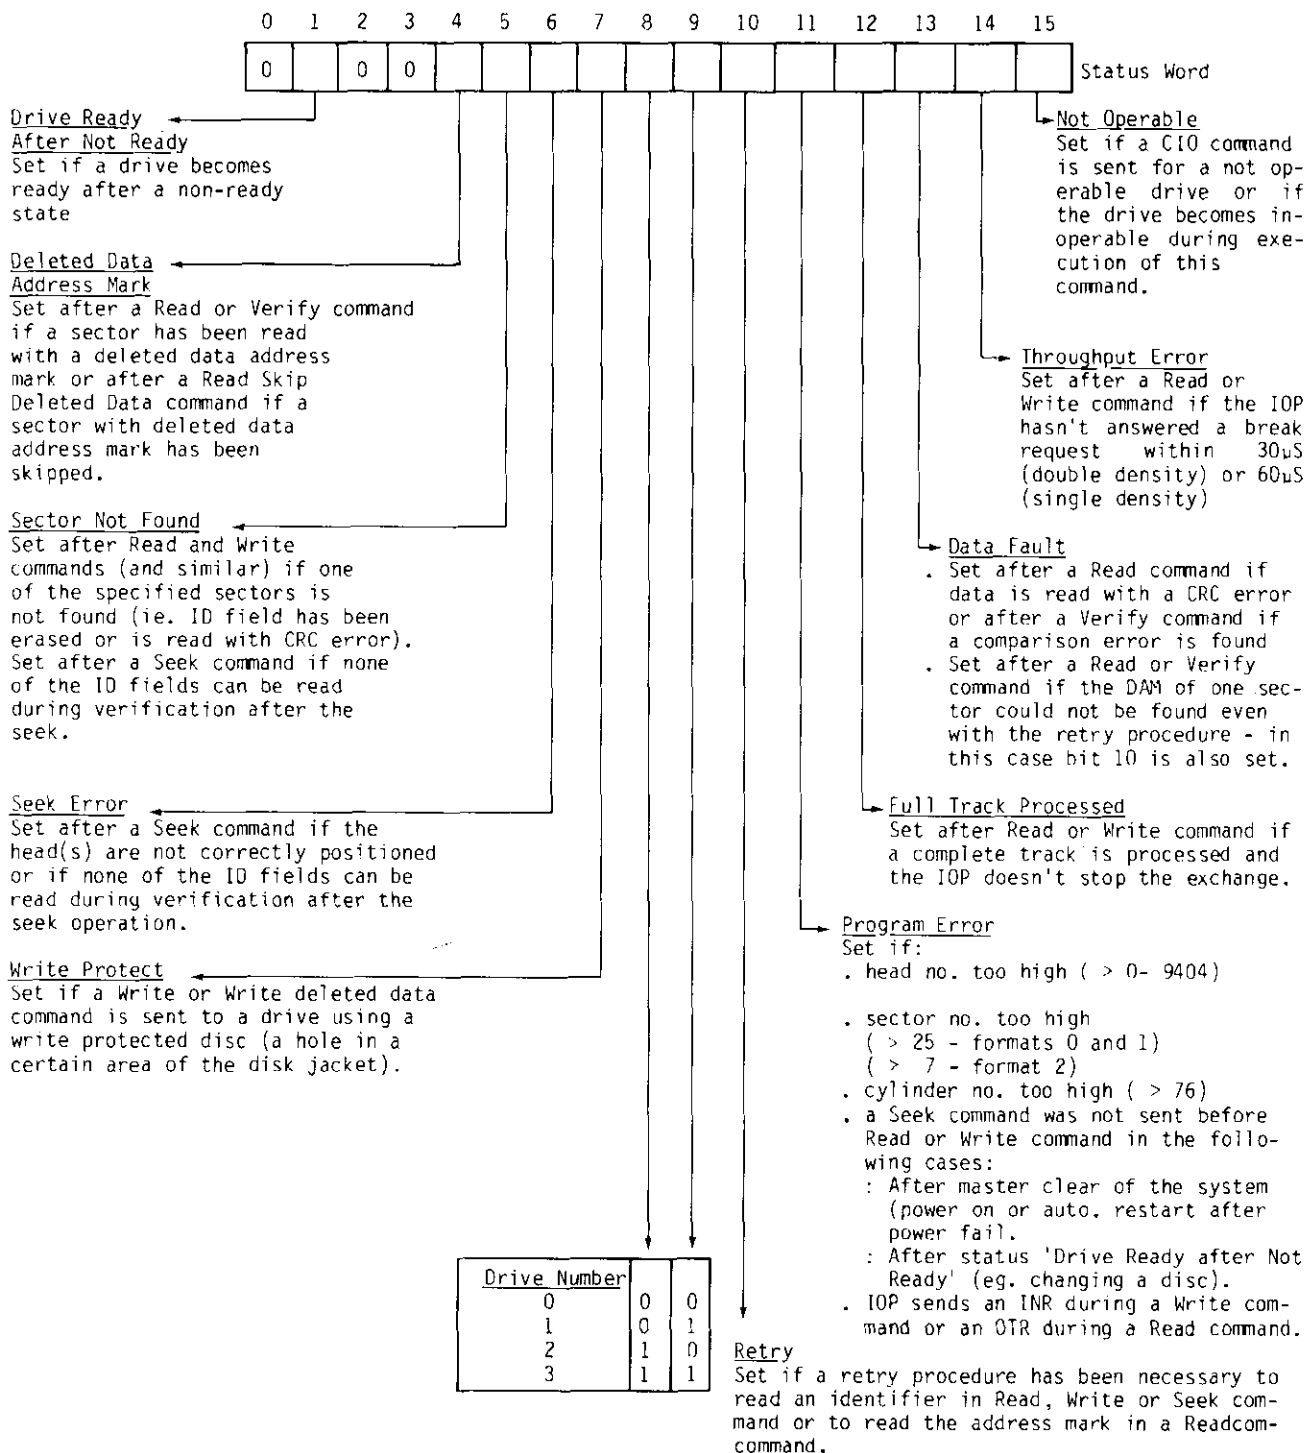 0 1 2 3 4 5 6 7 8 9 10 11 12 13 14 15
0 0 0 Status Word
Drive Ready
After Not Ready
Set if a drive becomes
ready after a non-ready
state
Deleted Data
Address Mark
Set after a Read or Verify command
if a sector has been read
with a deleted data address
mark or after a Read Skip
Deleted Data command if a
sector with deleted data
address mark has been
skipped.
Sector Not Found
Set after Read and Write
commands (and similar) if one
of the specified sectors is
not found (ie. ID field has been
erased or is read with CRC error).
Set after a Seek command if none
of the ID fields can be read
during verification after the
seek.
Seek Error
Set after a Seek command if the
head(s) are not correctly positioned
or if none of the ID fields can be
read during verification after the
seek operation.
Write Protect
Set if a Write or Write deleted data
command is sent to a drive using a
write protected disc (a hole in a
certain area of the disk jacket).
Drive Number
0 0 0
1 0 1
2 1 0
3 1 1
Not Operable
Set if a CIO command
is sent for a not op-
erable drive or if
the drive becomes in-
operable during exe-
cution of this
command.
Throughput Error
Set after a Read or
Write command if the IOP
hasn't answered a break
request within 30µS
(double density) or 60µS
(single density)
Data Fault
. Set after a Read command if
data is read with a CRC error
or after a Verify command if
a comparison error is found
. Set after a Read or Verify
command if the DAM of one sec-
tor could not be found even
with the retry procedure - in
this case bit 10 is also set.
Full Track Processed
Set after Read or Write command if
a complete track is processed and
the IOP doesn't stop the exchange.
Program Error
Set if:
. head no. too high ( > 0- 9404)
. sector no. too high
( > 25 - formats 0 and 1)
( > 7 - format 2)
. cylinder no. too high ( > 76)
. a Seek command was not sent before
Read or Write command in the follo-
wing cases:
: After master clear of the system
(power on or auto. restart after
power fail.
: After status 'Drive Ready after Not
Ready' (eg. changing a disc).
. IOP sends an INR during a Write com-
mand or an OTR during a Read command.
Retry
Set if a retry procedure has been necessary to
read an identifier in Read, Write or Seek com-
mand or to read the address mark in a Readcom-
command.